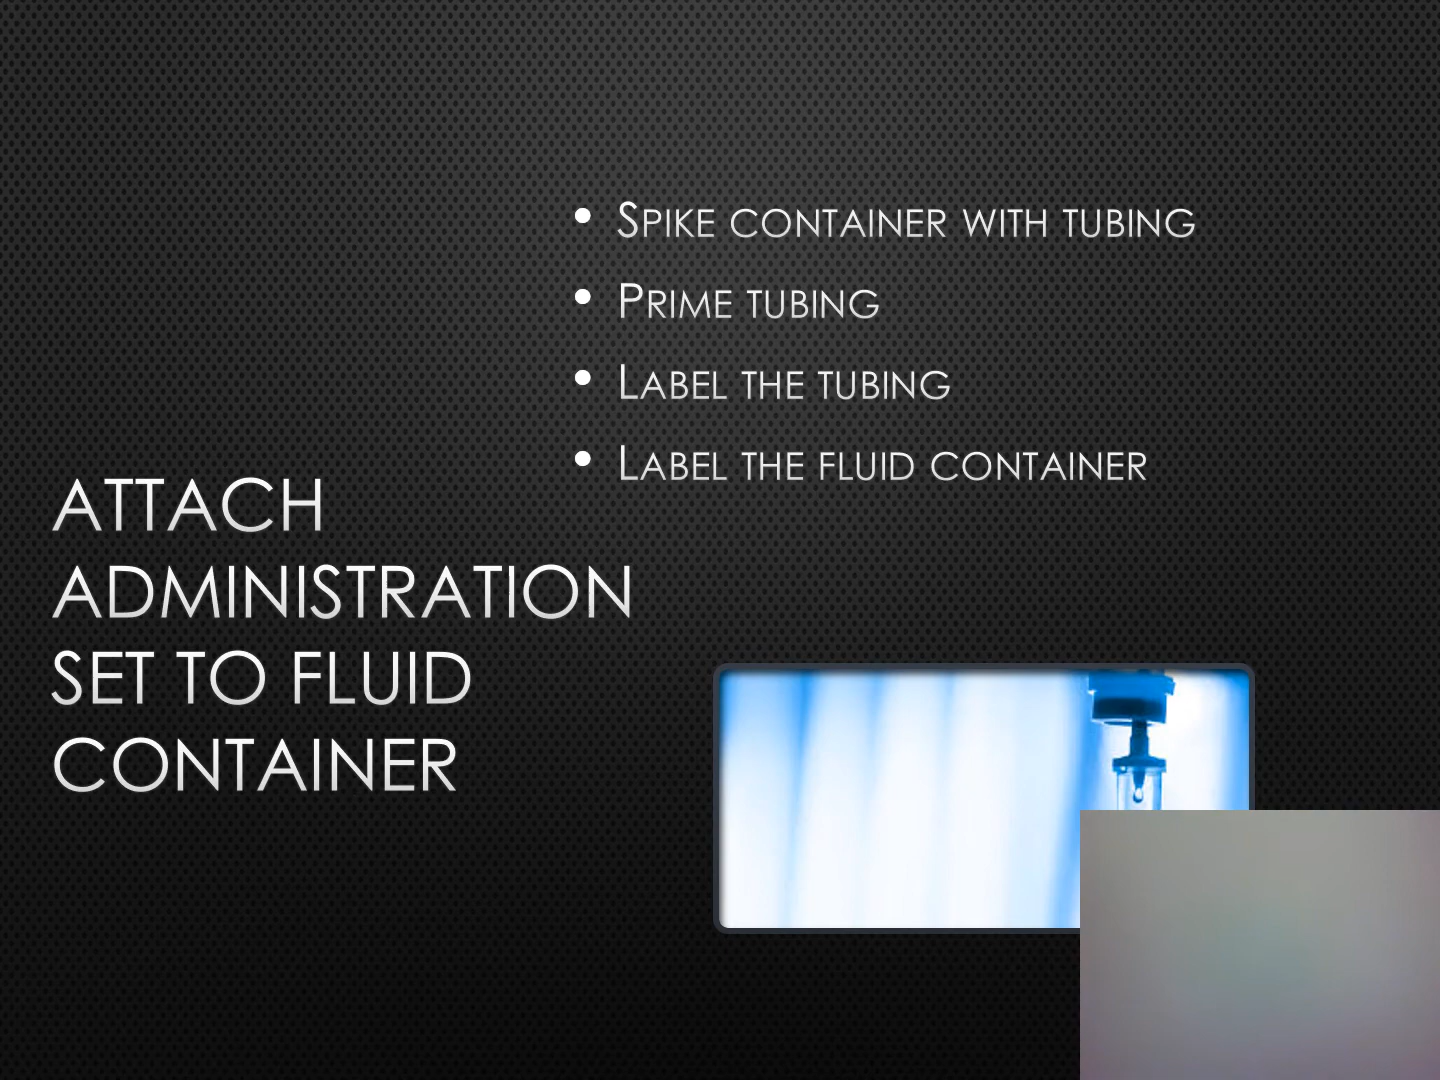 ATTACH
ADMINISTRATION
SET TO FLUID
CONTAINER
• SPIKE CONTAINER WITH TUBING
• PRIME TUBING
• LABEL THE TUBING
• LABEL THE FLUID CONTAINER